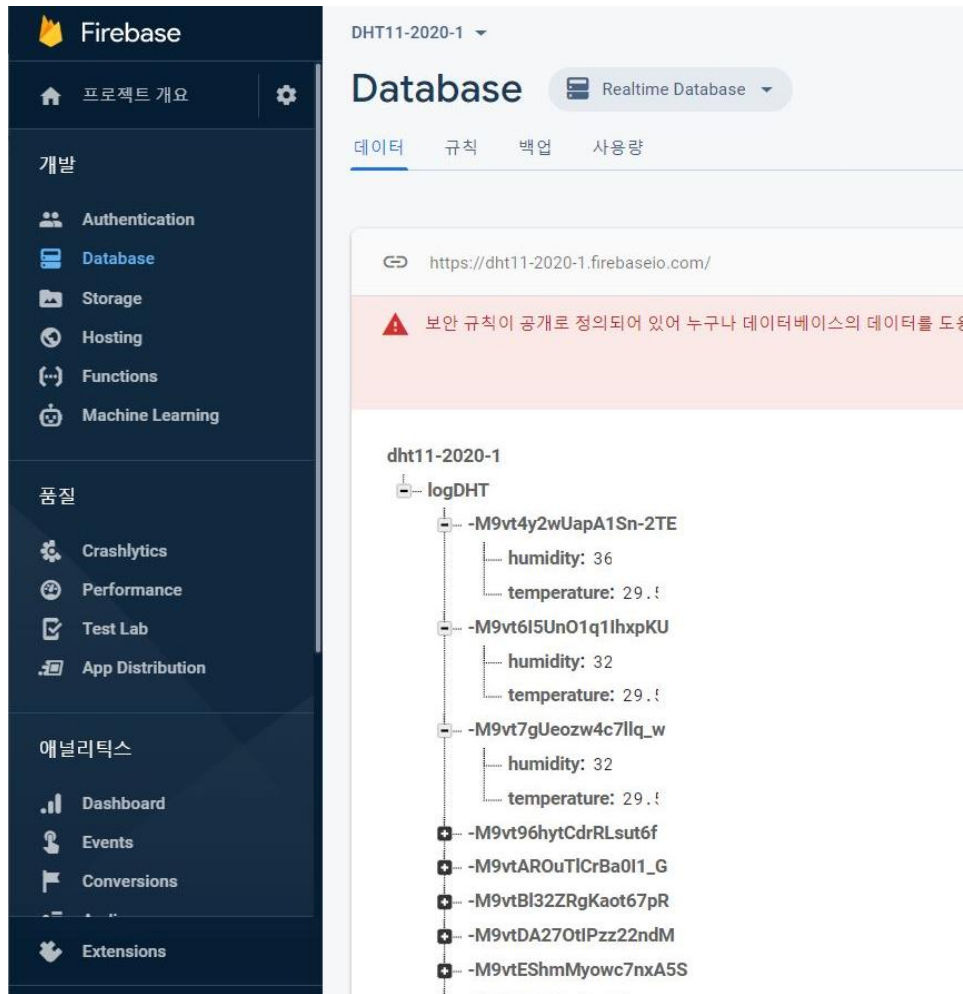 Firebase
프로젝트 개요
개발
Authentication
Database
Storage
Hosting
Functions
Machine Learning
품질
Crashlytics
Performance
Test Lab
App Distribution
애널리틱스
Dashboard
Events
Conversions
Extensions
DHT11-2020-1
Database
Realtime Database
데이터 규칙 백업 사용량
https://dht11-2020-1.firebaseio.com/
보안 규칙이 공개로 정의되어 있어 누구나 데이터베이스의 데이터를
dht11-2020-1
logDHT
-M9vt4y2wUapA1Sn-2TE
humidity: 36
temperature: 29.5
-M9vt6I5UnO1q1IhxpKU
humidity: 32
temperature: 29.5
-M9vt7gUeozw4c7llq_w
humidity: 32
temperature: 29.5
-M9vt96hytCdrRLsut6f
-M9vtAROuTlCrBa0I1_G
-M9vtBl32ZRgKaot67pR
-M9vtDA27OtIPzz22ndM
-M9vtEShmMyowc7nxA5S